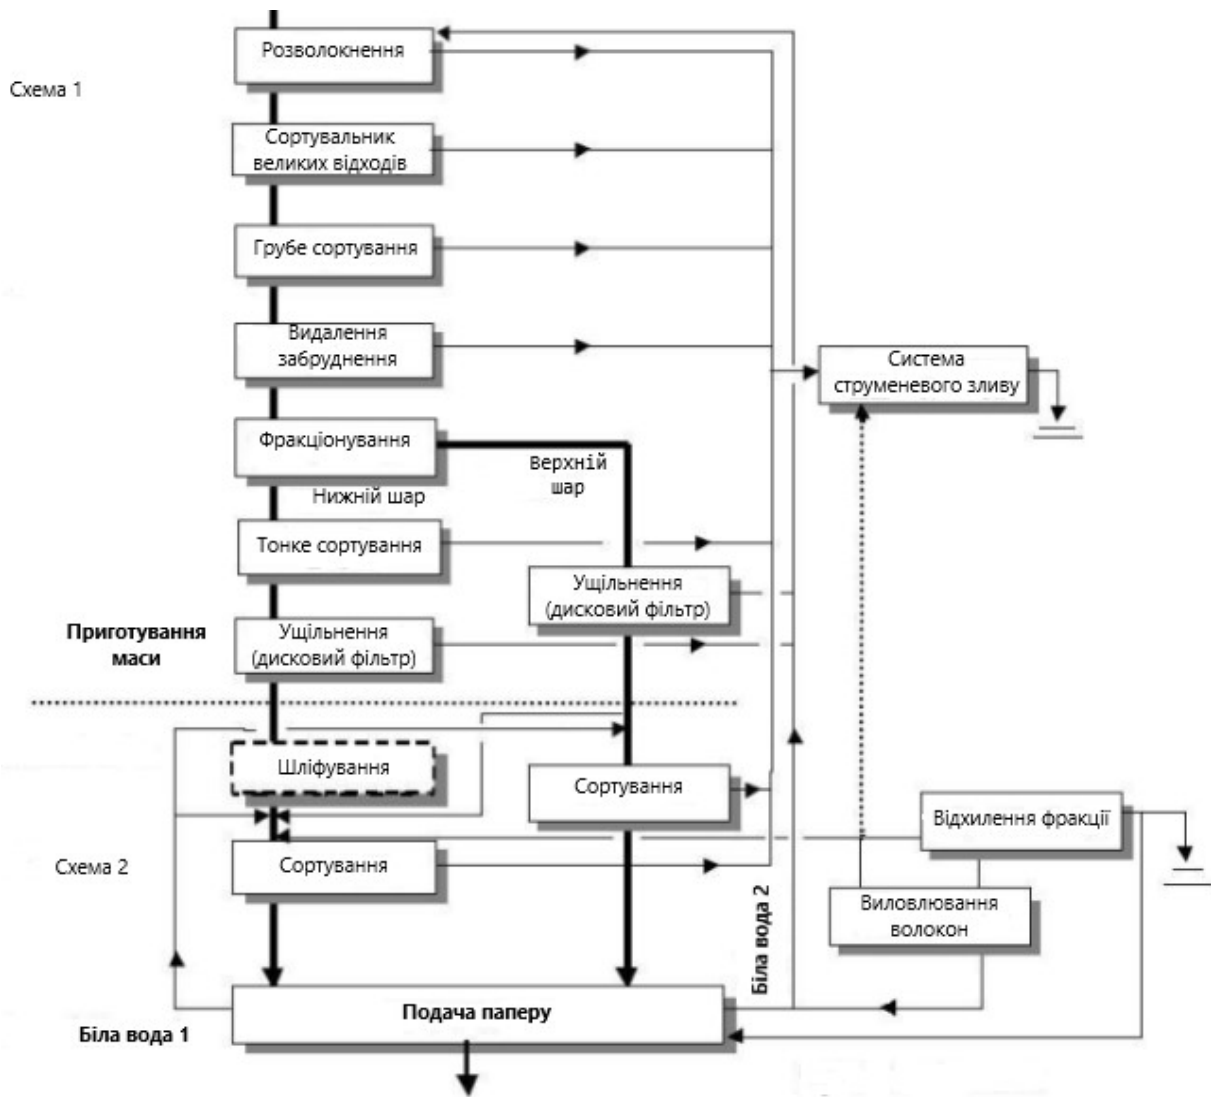 Розволокнення
Схема 1
Сортувальник
великих відходів
Грубе сортування
Видалення
забруднення
Система
струменевого зливу
Фракціонування
Верхній
шар
Нижній шар
Тонке сортування
Ущільнення
(дисковий фільтр)
Приготування
маси
Ущільнення
(дисковий фільтр)
Шліфування
Сортування
Відхилення фракції
Схема 2
Сортування
Виловлювання
волокон
Біла вода 2
Подача паперу
Біла вода 1